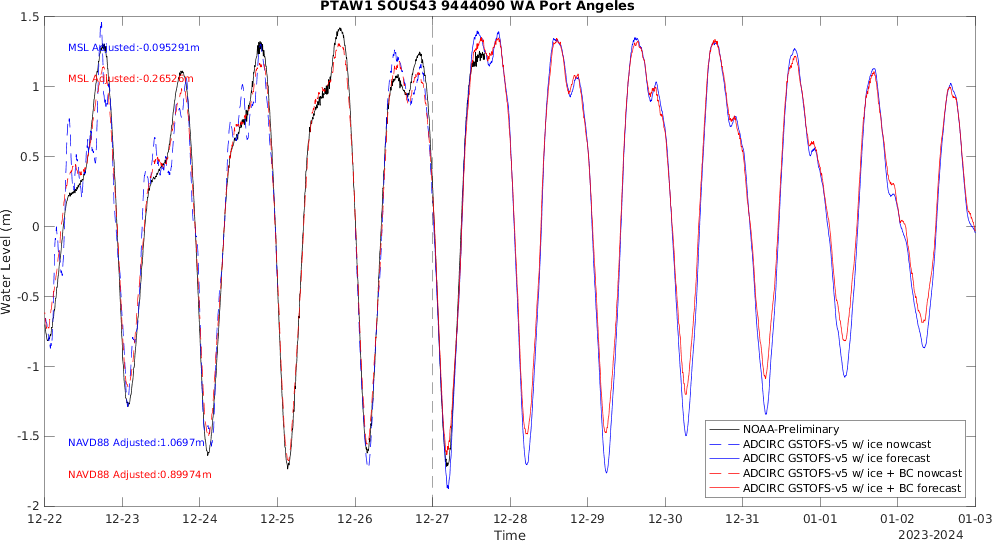 PTAW1 SOUS43 9444090 WA Port Angeles
1.5
1
0.5
0
-0.5
-1
-1.5
-2
Water Level (m)
MSL Adjusted:-0.095291m
MSL Adjusted:-0.26526m
NAVD88 Adjusted:1.0697m
NAVD88 Adjusted:0.89974m
NOAA-Preliminary
ADCIRC GSTOFS-v5 w/ ice nowcast
ADCIRC GSTOFS-v5 w/ ice forecast
ADCIRC GSTOFS-v5 w/ ice + BC nowcast
ADCIRC GSTOFS-v5 w/ ice + BC forecast
12-22 12-23 12-24 12-25 12-26 12-27 12-28 12-29 12-30 12-31 01-01 01-02 01-03
Time
2023-2024